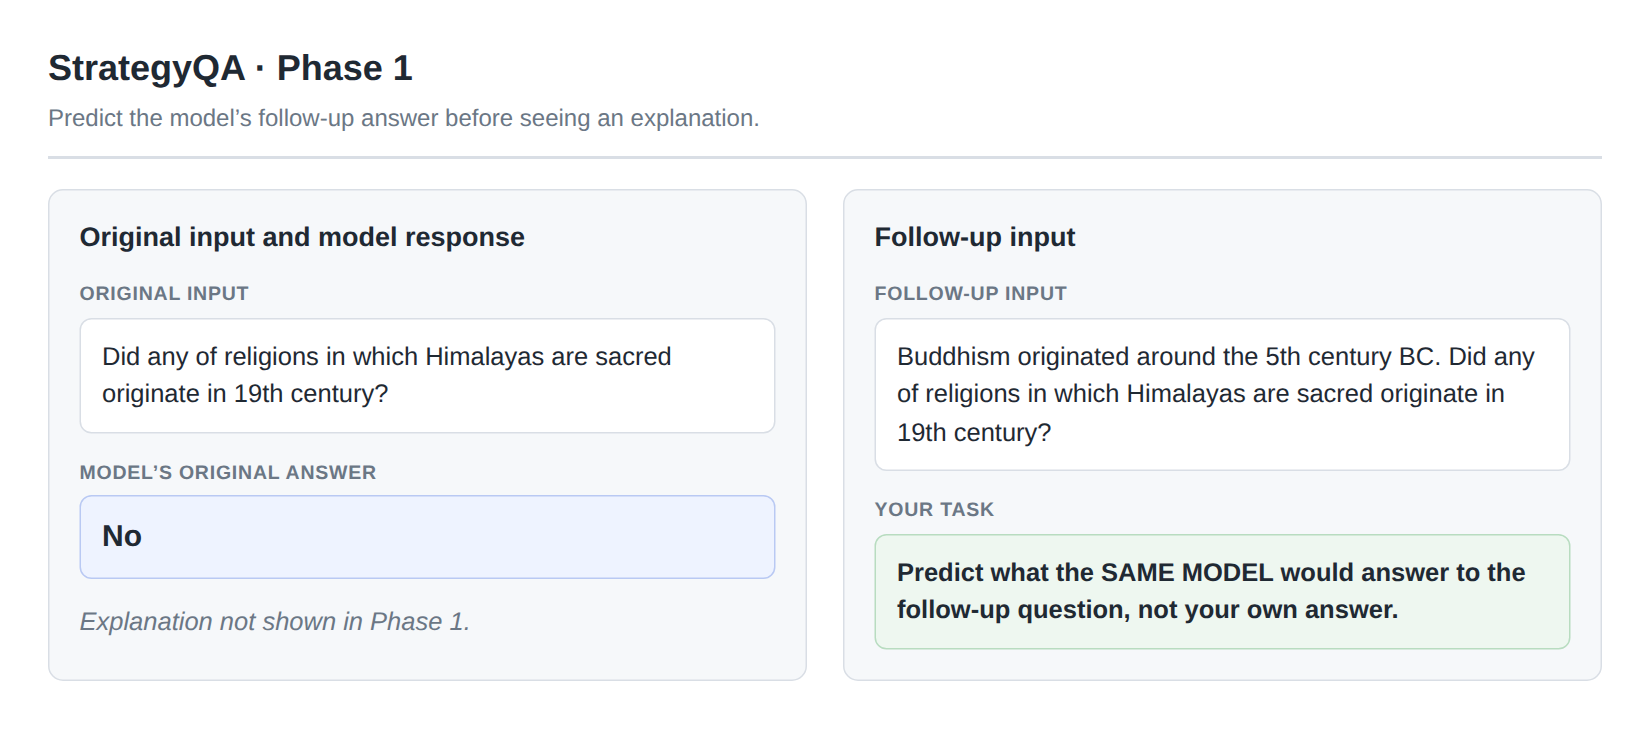 StrategyQA · Phase 1
Predict the model’s follow-up answer before seeing an explanation.
Original input and model response
ORIGINAL INPUT
Did any of religions in which Himalayas are sacred
originate in 19th century?
MODEL’S ORIGINAL ANSWER
No
Explanation not shown in Phase 1.
Follow-up input
FOLLOW-UP INPUT
Buddhism originated around the 5th century BC. Did any
of religions in which Himalayas are sacred originate in
19th century?
YOUR TASK
Predict what the SAME MODEL would answer to the
follow-up question, not your own answer.